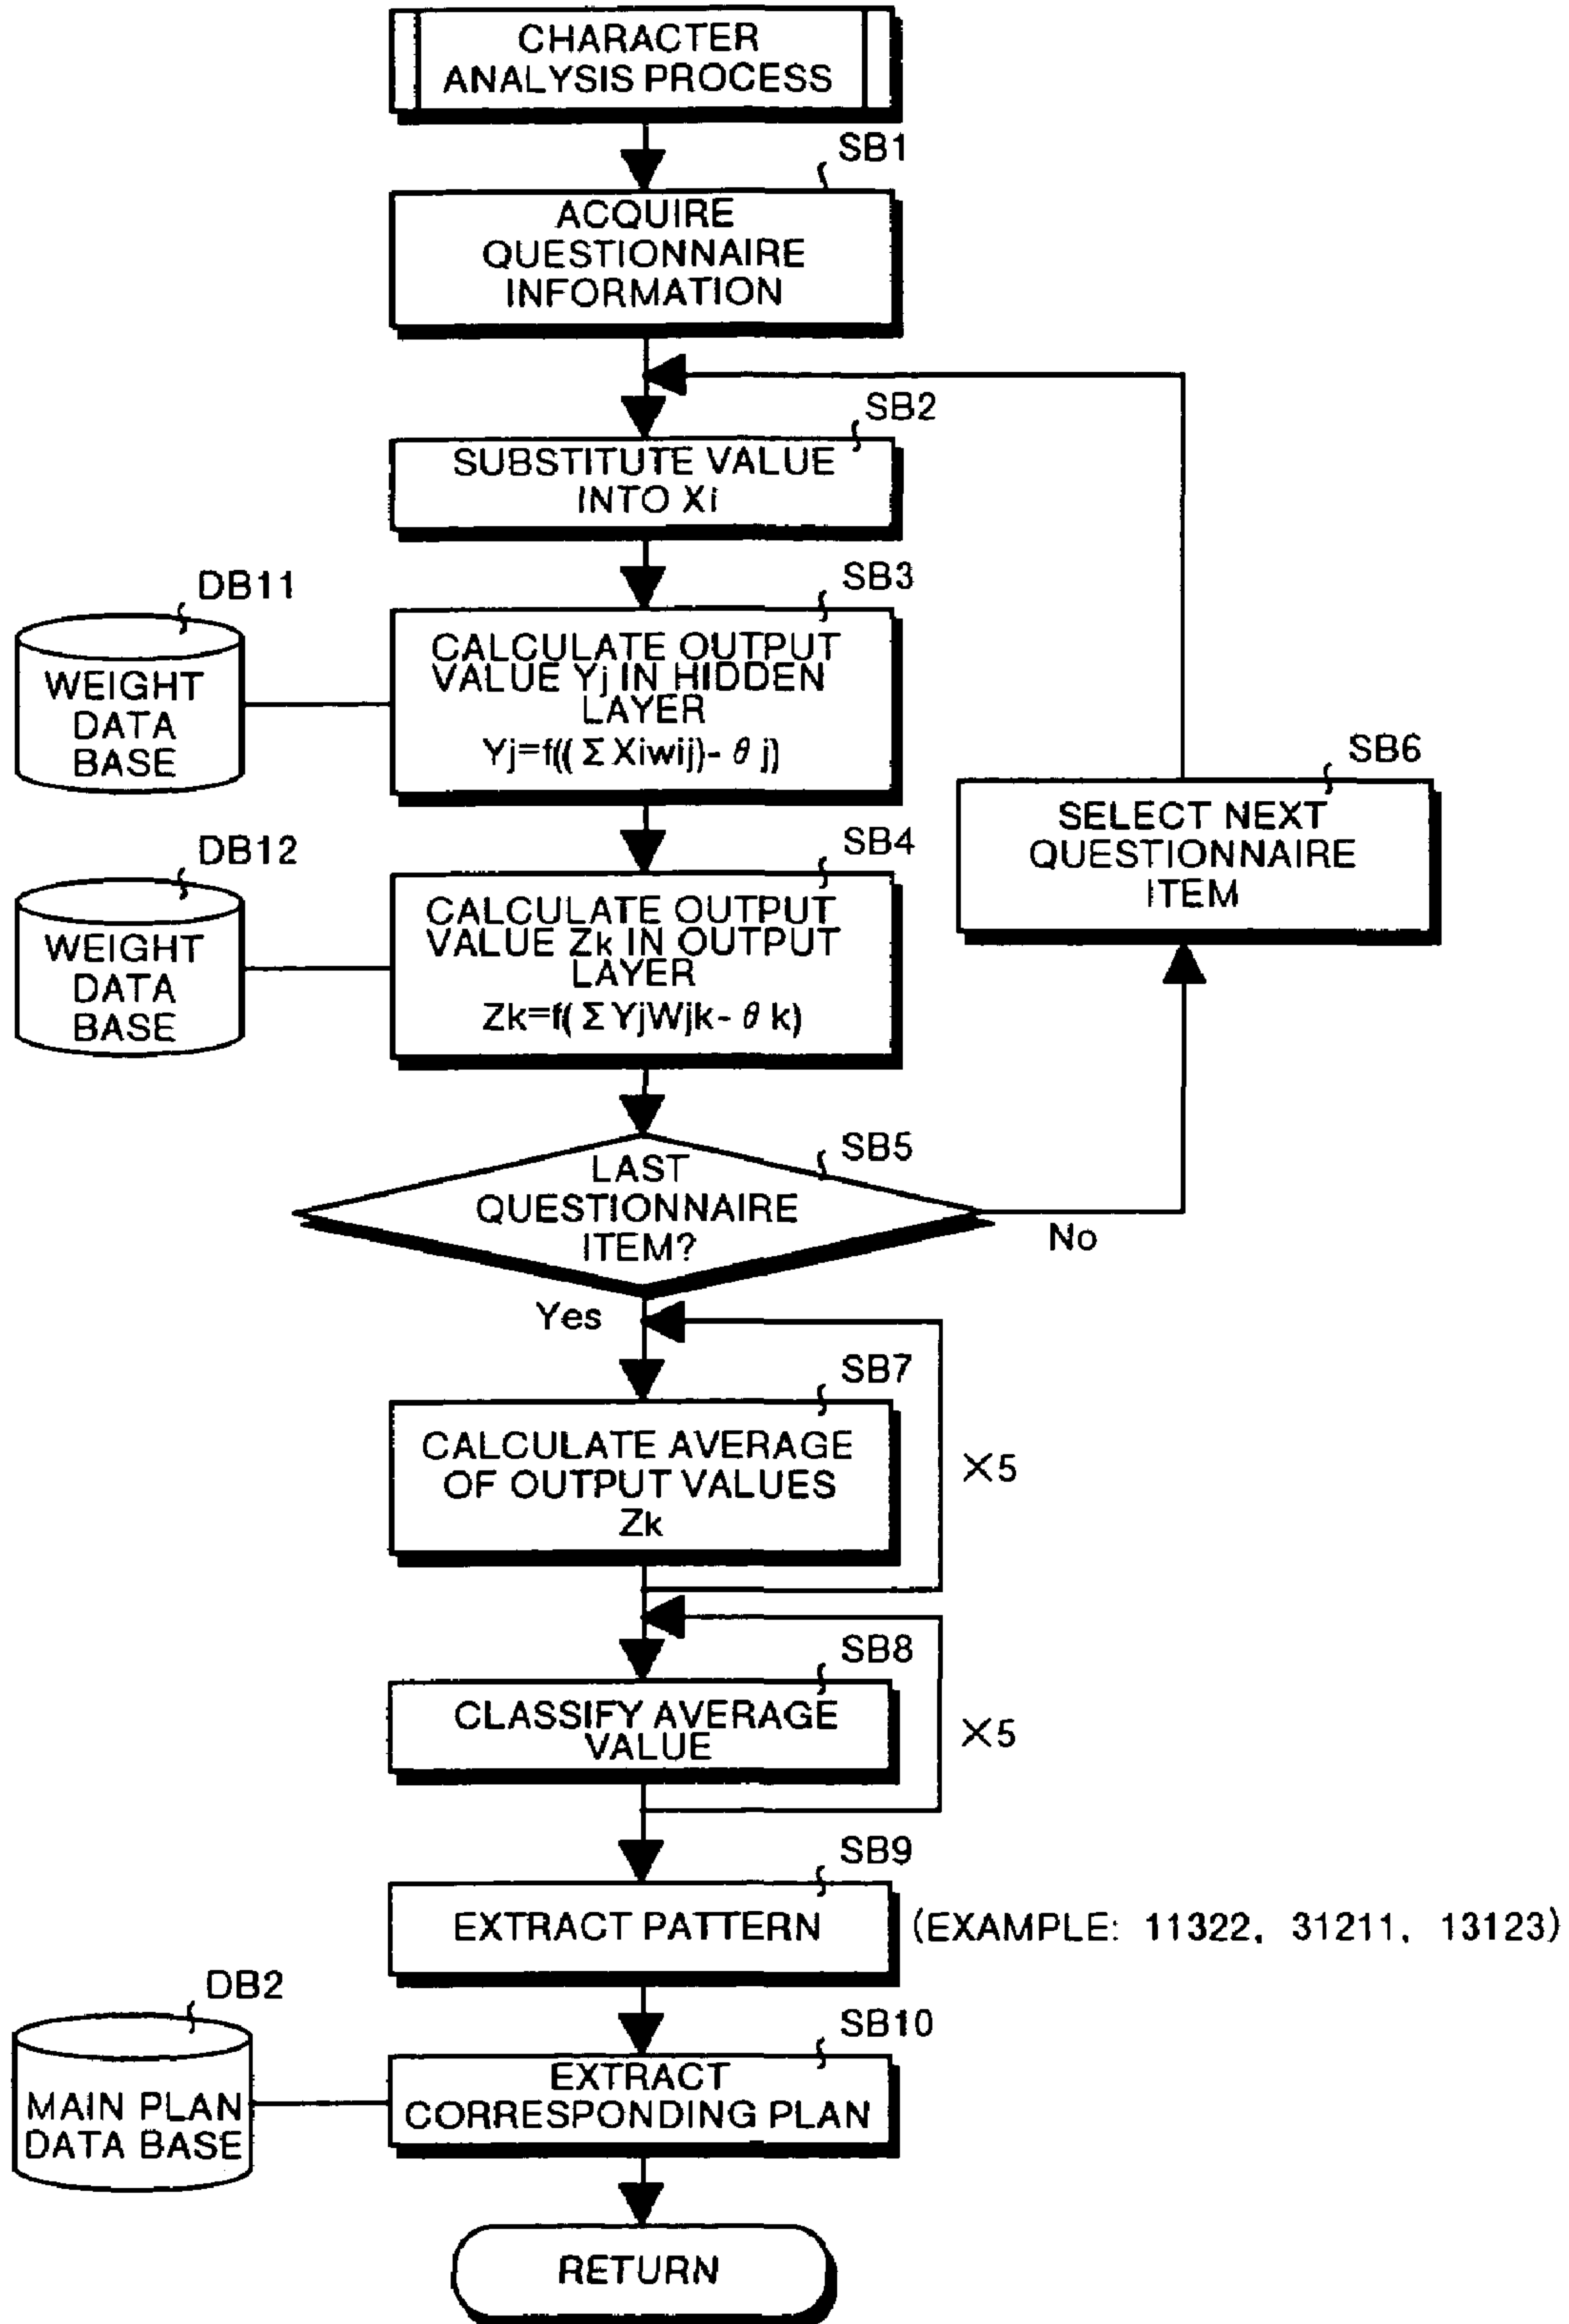 CHARACTER
ANALYSIS PROCESS
SB1
ACQUIRE
QUESTIONNAIRE
INFORMATION
SB2
SUBSTITUTE VALUE
INTO Xi
DB11
WEIGHT
DATA
BASE
SB3
CALCULATE OUTPUT
VALUE Yj IN HIDDEN
LAYER
Yj=f((ΣXiwij)-θj)
SB6
SELECT NEXT
QUESTIONNAIRE
ITEM
DB12
WEIGHT
DATA
BASE
SB4
CALCULATE OUTPUT
VALUE Zk IN OUTPUT
LAYER
Zk=f(ΣYjWjk-θk)
SB5
LAST
QUESTIONNAIRE
ITEM?
No
Yes
SB7
CALCULATE AVERAGE
OF OUTPUT VALUES
Zk
×5
SB8
CLASSIFY AVERAGE
VALUE
×5
SB9
EXTRACT PATTERN
(EXAMPLE: 11322, 31211, 13123)
DB2
MAIN PLAN
DATA BASE
SB10
EXTRACT
CORRESPONDING PLAN
RETURN